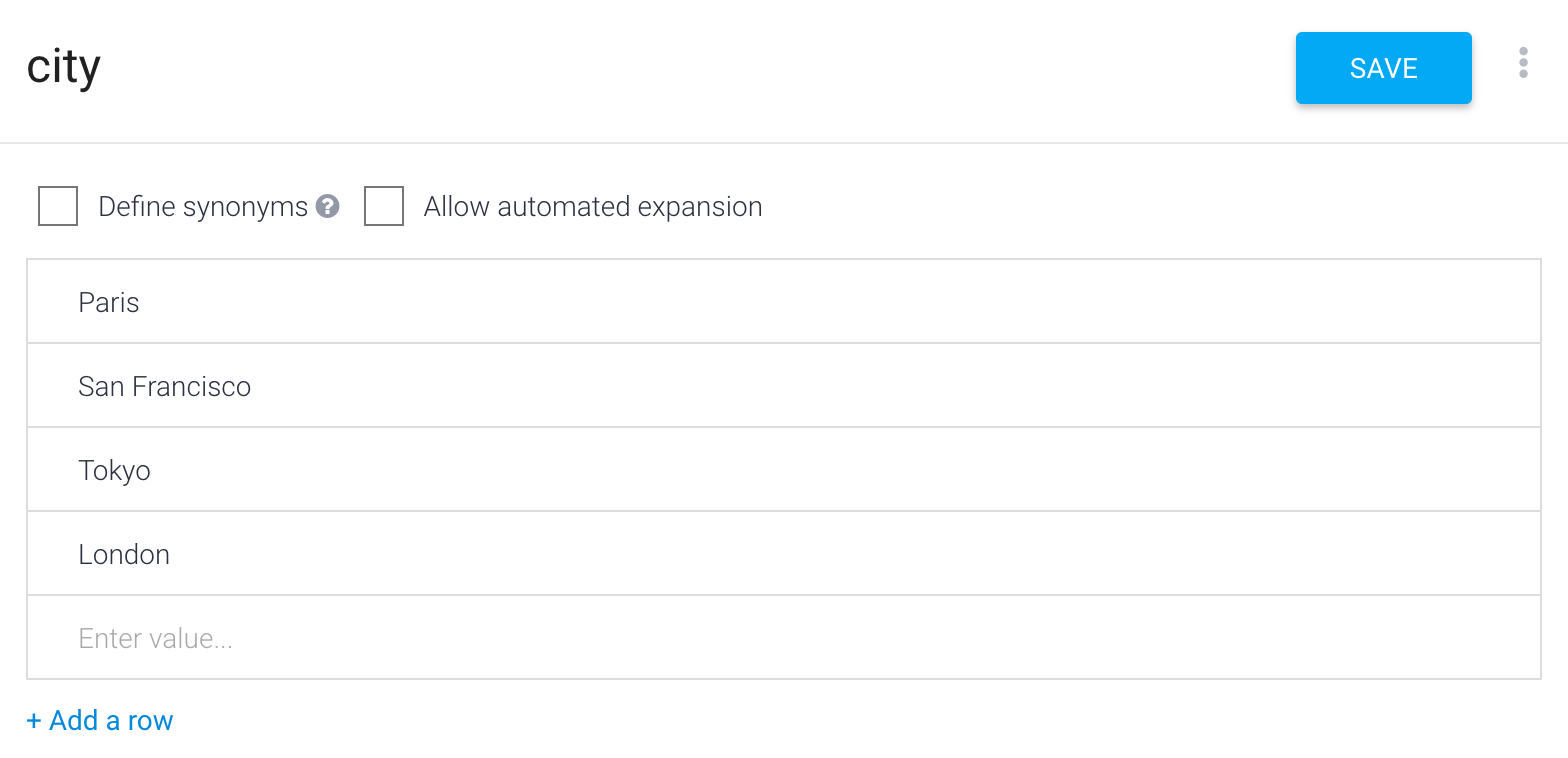 city
SAVE
Define synonyms ? Allow automated expansion
Paris
San Francisco
Tokyo
London
Enter value...
+ Add a row